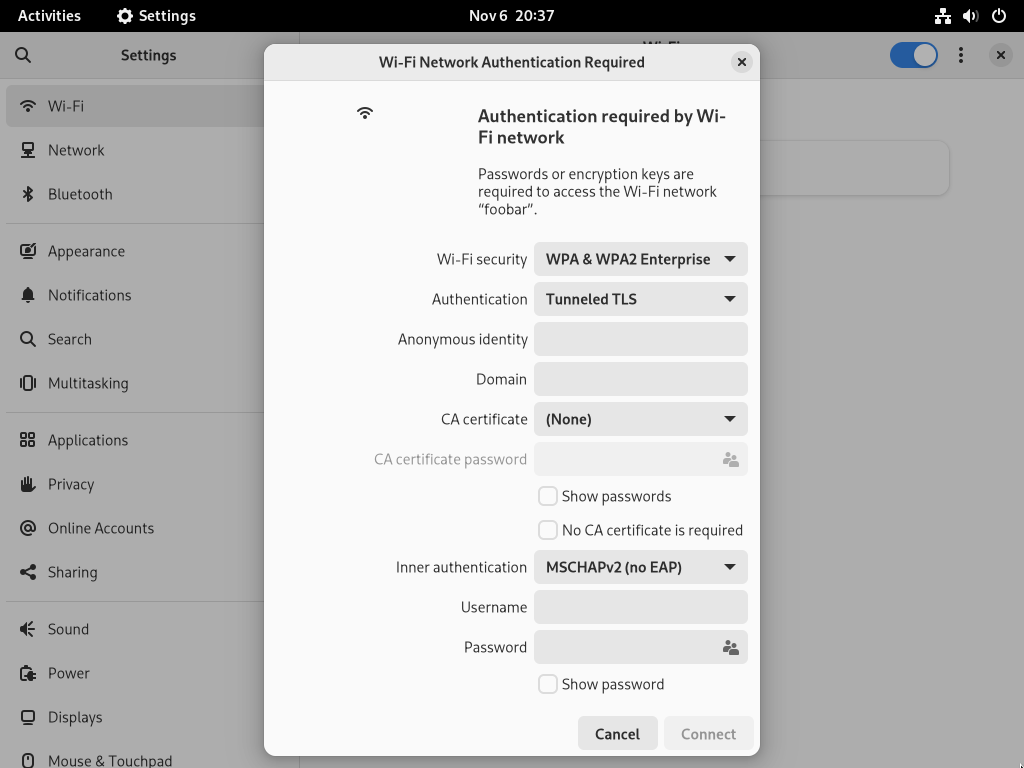 Activities
Settings
Nov 6 20:37
Settings
Wi-Fi
Network
Bluetooth
Appearance
Notifications
Search
Multitasking
Applications
Privacy
Online Accounts
Sharing
Sound
Power
Displays
Mouse & Touchpad
Wi-Fi Network Authentication Required
Authentication required by Wi-
Fi network
Passwords or encryption keys are
required to access the Wi-Fi network
“foobar”.
Wi-Fi security WPA & WPA2 Enterprise
Authentication Tunneled TLS
Anonymous identity
Domain
CA certificate (None)
CA certificate password
Show passwords
No CA certificate is required
Inner authentication MSCHAPv2 (no EAP)
Username
Password
Show password
Cancel Connect